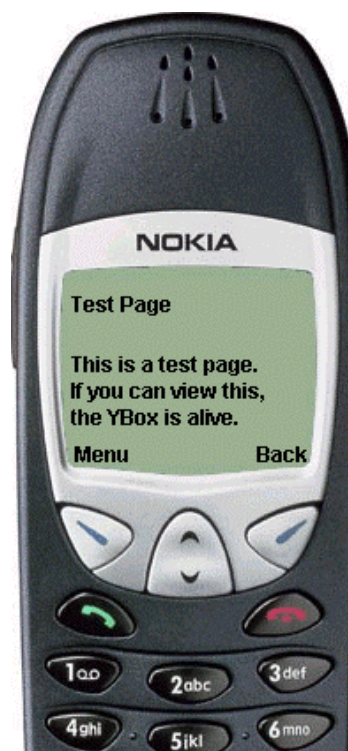 NOKIA
Test Page
This is a test page.
If you can view this,
the YBox is alive.
Menu Back
1 2abc 3def
4ghi 5jkl 6mno